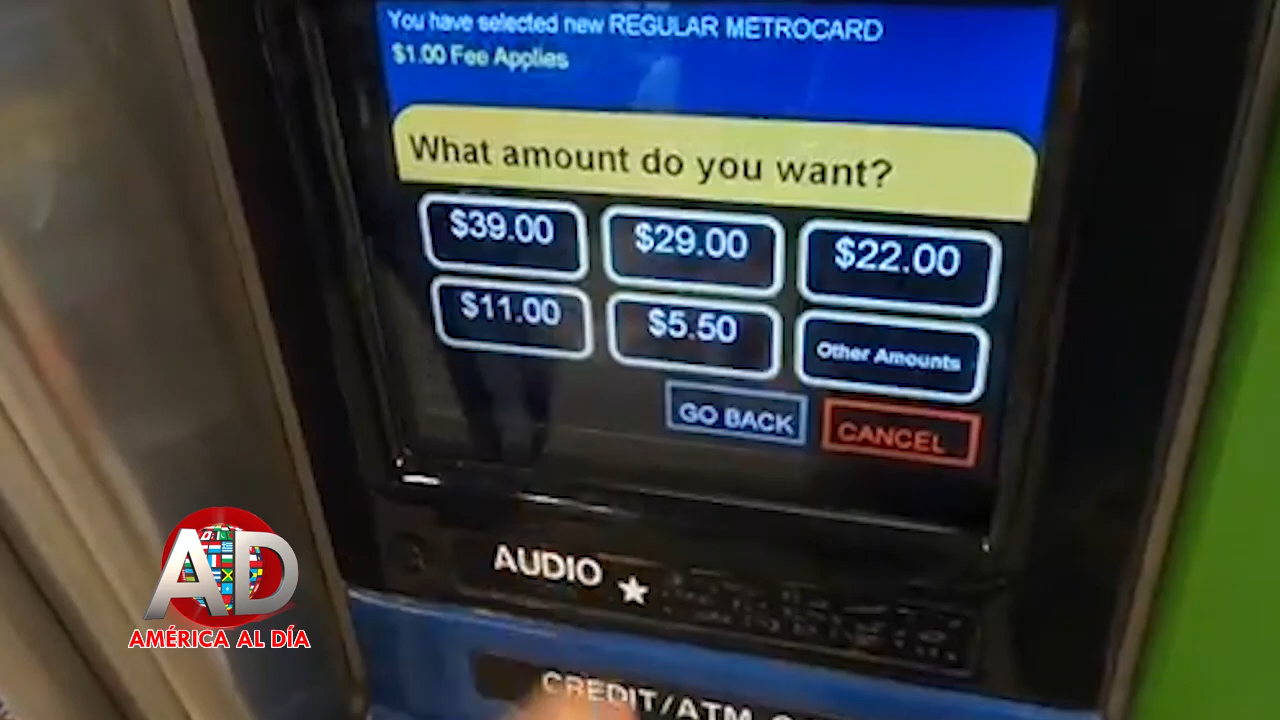 You have selected new REGULAR METROCARD
$1.00 Fee Applies
What amount do you want?
$39.00 $29.00 $22.00
$11.00 $5.50 Other Amounts
GO BACK CANCEL
AUDIO
CREDIT/ATM
AD
AMÉRICA AL DÍA